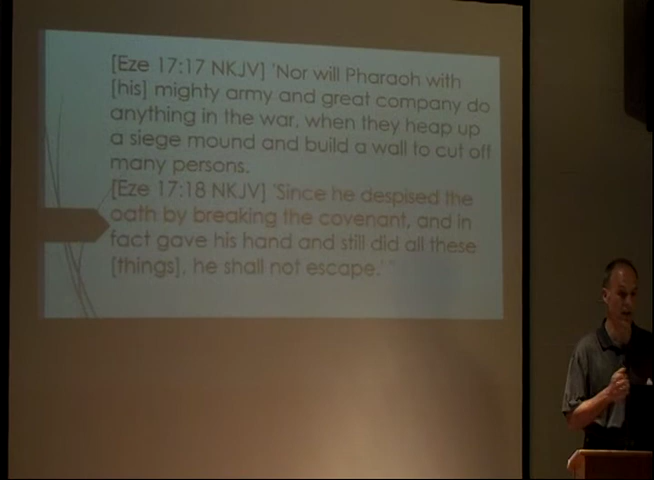 [Eze 17:17 NKJV] 'Nor will Pharaoh with
[his] mighty army and great company do
anything in the war, when they heap up
a siege mound and build a wall to cut off
many persons.
[Eze 17:18 NKJV] 'Since he despised the
oath by breaking the covenant, and in
fact gave his hand and still did all these
[things], he shall not escape.' "